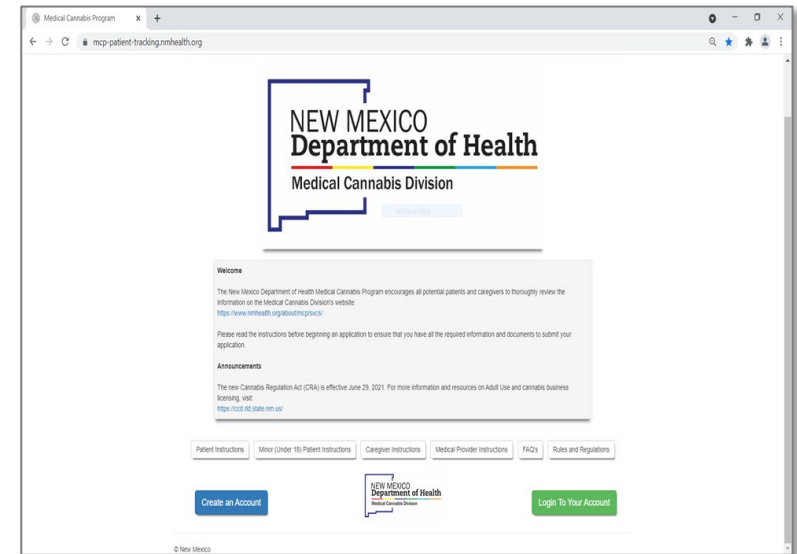 Medical Cannabis Program
mcp-patient-tracking.nmhealth.org
NEW MEXICO
Department of Health
Medical Cannabis Division
Welcome
The New Mexico Department of Health Medical Cannabis Program encourages all potential patients and caregivers to thoroughly review the
information on the Medical Cannabis Division's website:
https://www.nmhealth.org/about/mcp/svcs/
Please read the instructions before beginning an application to ensure that you have all the required information and documents to submit your
application.
Announcements
The new Cannabis Regulation Act (CRA) is effective June 29, 2021. For more information and resources on Adult Use and cannabis business
licensing, visit:
https://ccd.rld.state.nm.us/
Patient Instructions Minor (Under 18) Patient Instructions Caregiver Instructions Medical Provider Instructions FAQ's Rules and Regulations
NEW MEXICO
Department of Health
Medical Cannabis Division
Create an Account Login To Your Account
© New Mexico